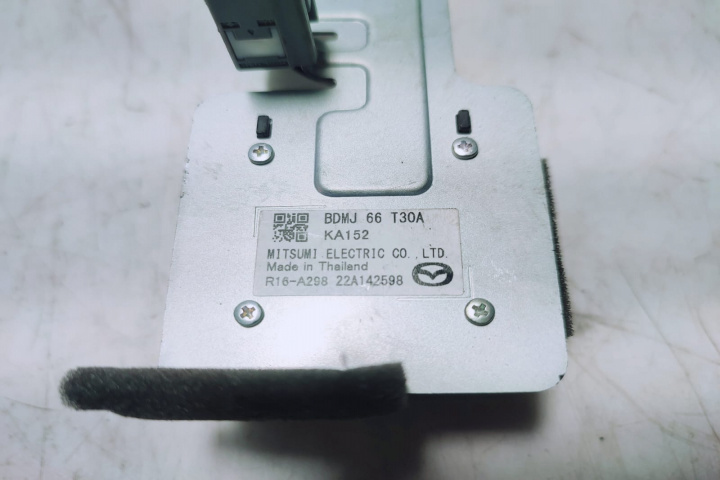 BDMJ 66 T30A
KA152
MITSUMI ELECTRIC CO.,LTD.
Made in Thailand
R16-A298 22A142598